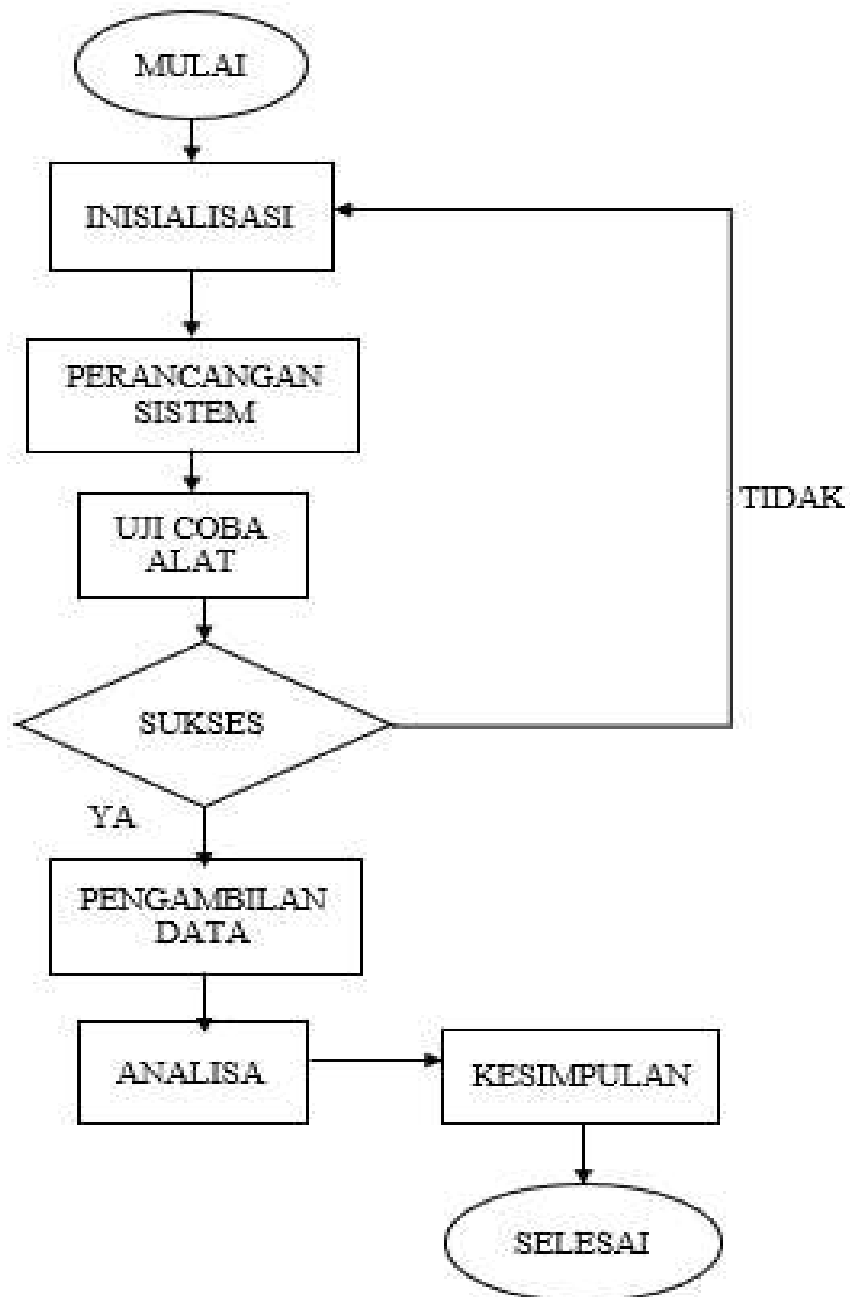 MULAI
INISIALISASI
PERANCANGAN
SISTEM
UJI COBA
ALAT
TIDAK
SUKSES
YA
PENGAMBILAN
DATA
ANALISA
KESIMPULAN
SELESAI